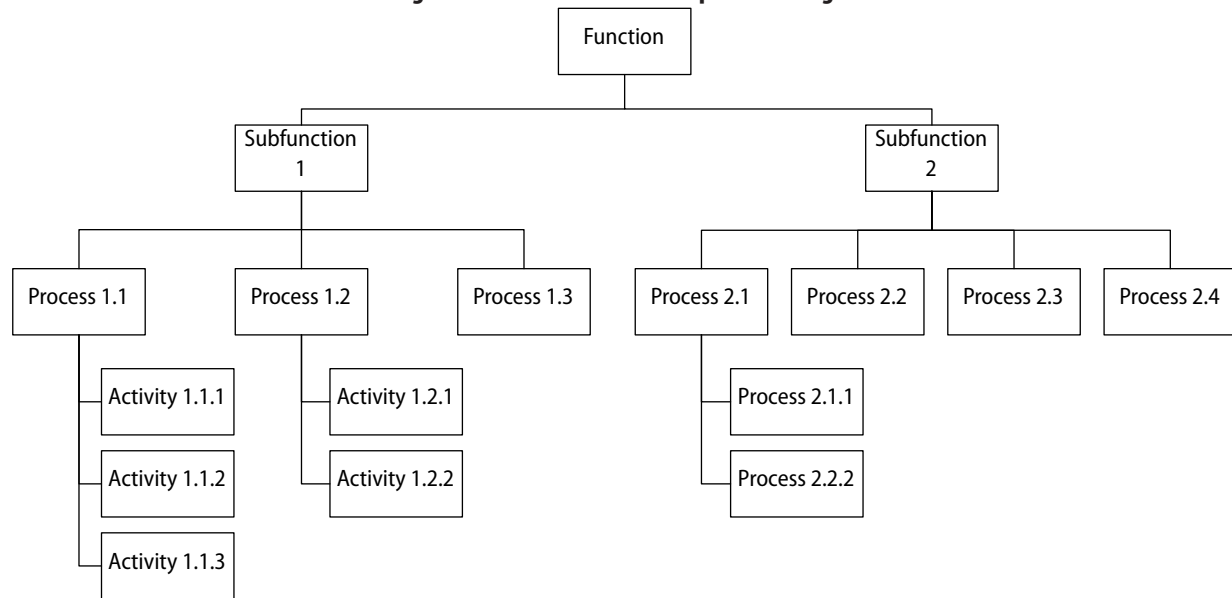 Function
Subfunction
1
Subfunction
2
Process 1.1
Process 1.2
Process 1.3
Process 2.1
Process 2.2
Process 2.3
Process 2.4
Activity 1.1.1
Activity 1.2.1
Process 2.1.1
Activity 1.1.2
Activity 1.2.2
Process 2.2.2
Activity 1.1.3